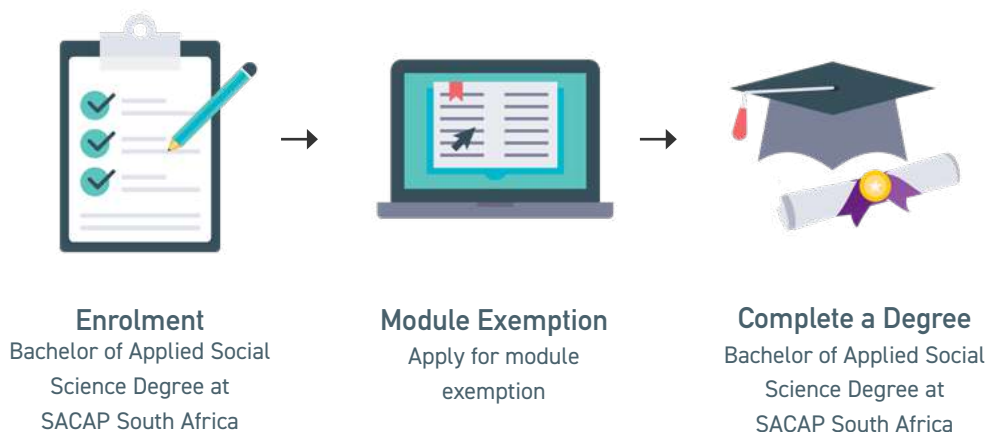 Enrolment
Bachelor of Applied Social
Science Degree at
SACAP South Africa
Module Exemption
Apply for module
exemption
Complete a Degree
Bachelor of Applied Social
Science Degree at
SACAP South Africa